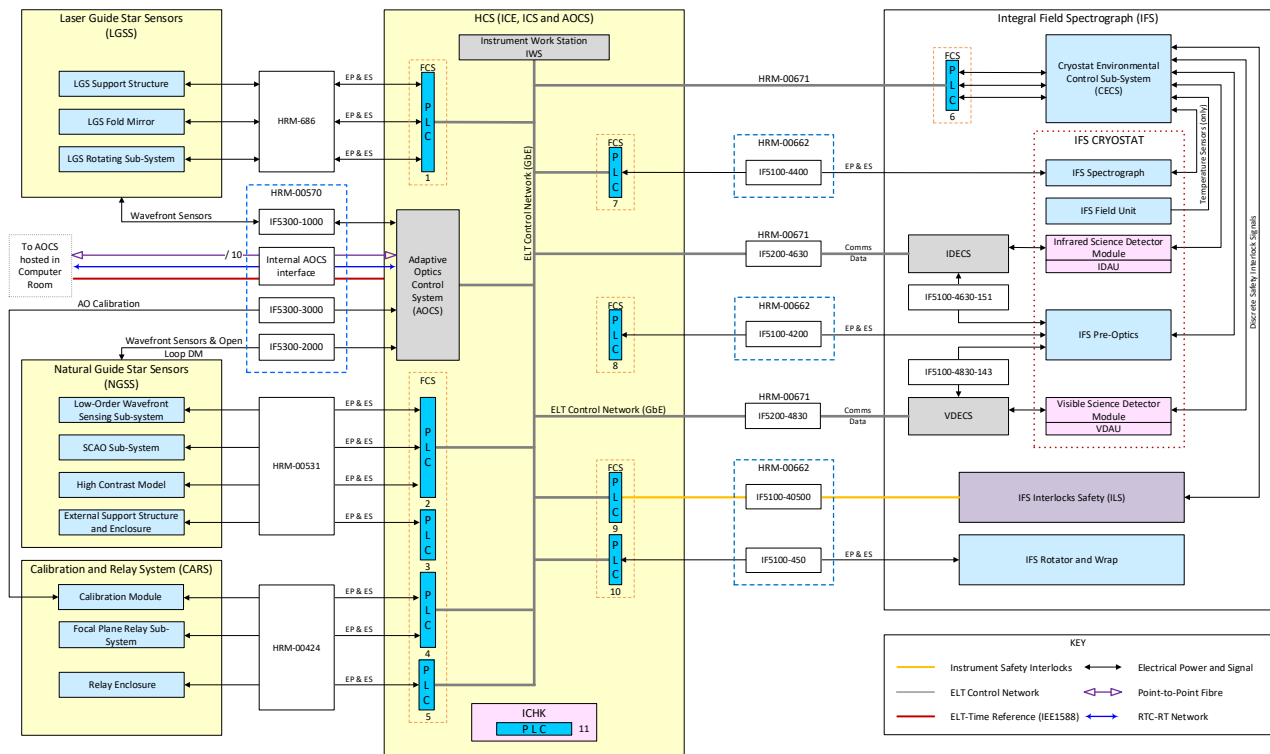 Laser Guide Star Sensors
(LGSS)
LGS Support Structure
LGS Fold Mirror
LGS Rotating Sub-System
HRM-686
EP & ES
EP & ES
EP & ES
Wavefront Sensors
HRM-00570
IF5300-1000
To AOCS
hosted in
Computer
Room
/ 10
Internal AOCS
interface
AO Calibration
IF5300-3000
Wavefront Sensors & Open
Loop DM
IF5300-2000
Natural Guide Star Sensors
(NGSS)
Low-Order Wavefront
Sensing Sub-system
SCAO Sub-System
High Contrast Model
External Support Structure
and Enclosure
HRM-00531
EP & ES
EP & ES
EP & ES
EP & ES
Calibration and Relay System (CARS)
Calibration Module
Focal Plane Relay Sub-
System
Relay Enclosure
HRM-00424
EP & ES
EP & ES
EP & ES
HCS (ICE, ICS and AOCS)
Instrument Work Station
IWS
FCS
P
L
C
1
Adaptive
Optics
Control
System
(AOCS)
FCS
P
L
C
2
P
L
C
3
P
L
C
4
P
L
C
5
ELT Control Network (GbE)
FCS
P
L
C
7
FCS
P
L
C
8
ELT Control Network (GbE)
FCS
P
L
C
9
P
L
C
10
ICHK
P L C
11
HRM-00671
HRM-00662
IF5100-4400
EP & ES
HRM-00671
IF5200-4630
Comms
Data
HRM-00662
IF5100-4200
EP & ES
HRM-00671
IF5200-4830
Comms
Data
HRM-00662
IF5100-40500
IF5100-450
EP & ES
Integral Field Spectrograph (IFS)
FCS
P
L
C
6
Cryostat Environmental
Control Sub-System
(CECS)
Temperature Sensors (only)
Discrete Safety Interlock Signals
IFS CRYOSTAT
IFS Spectrograph
IFS Field Unit
IDECS
Infrared Science Detector
Module
IDAU
IF5100-4630-151
IFS Pre-Optics
IF5100-4830-143
VDECS
Visible Science Detector
Module
VDAU
IFS Interlocks Safety (ILS)
IFS Rotator and Wrap
KEY
Instrument Safety Interlocks
Electrical Power and Signal
ELT Control Network
Point-to-Point Fibre
ELT-Time Reference (IEE1588)
RTC-RT Network